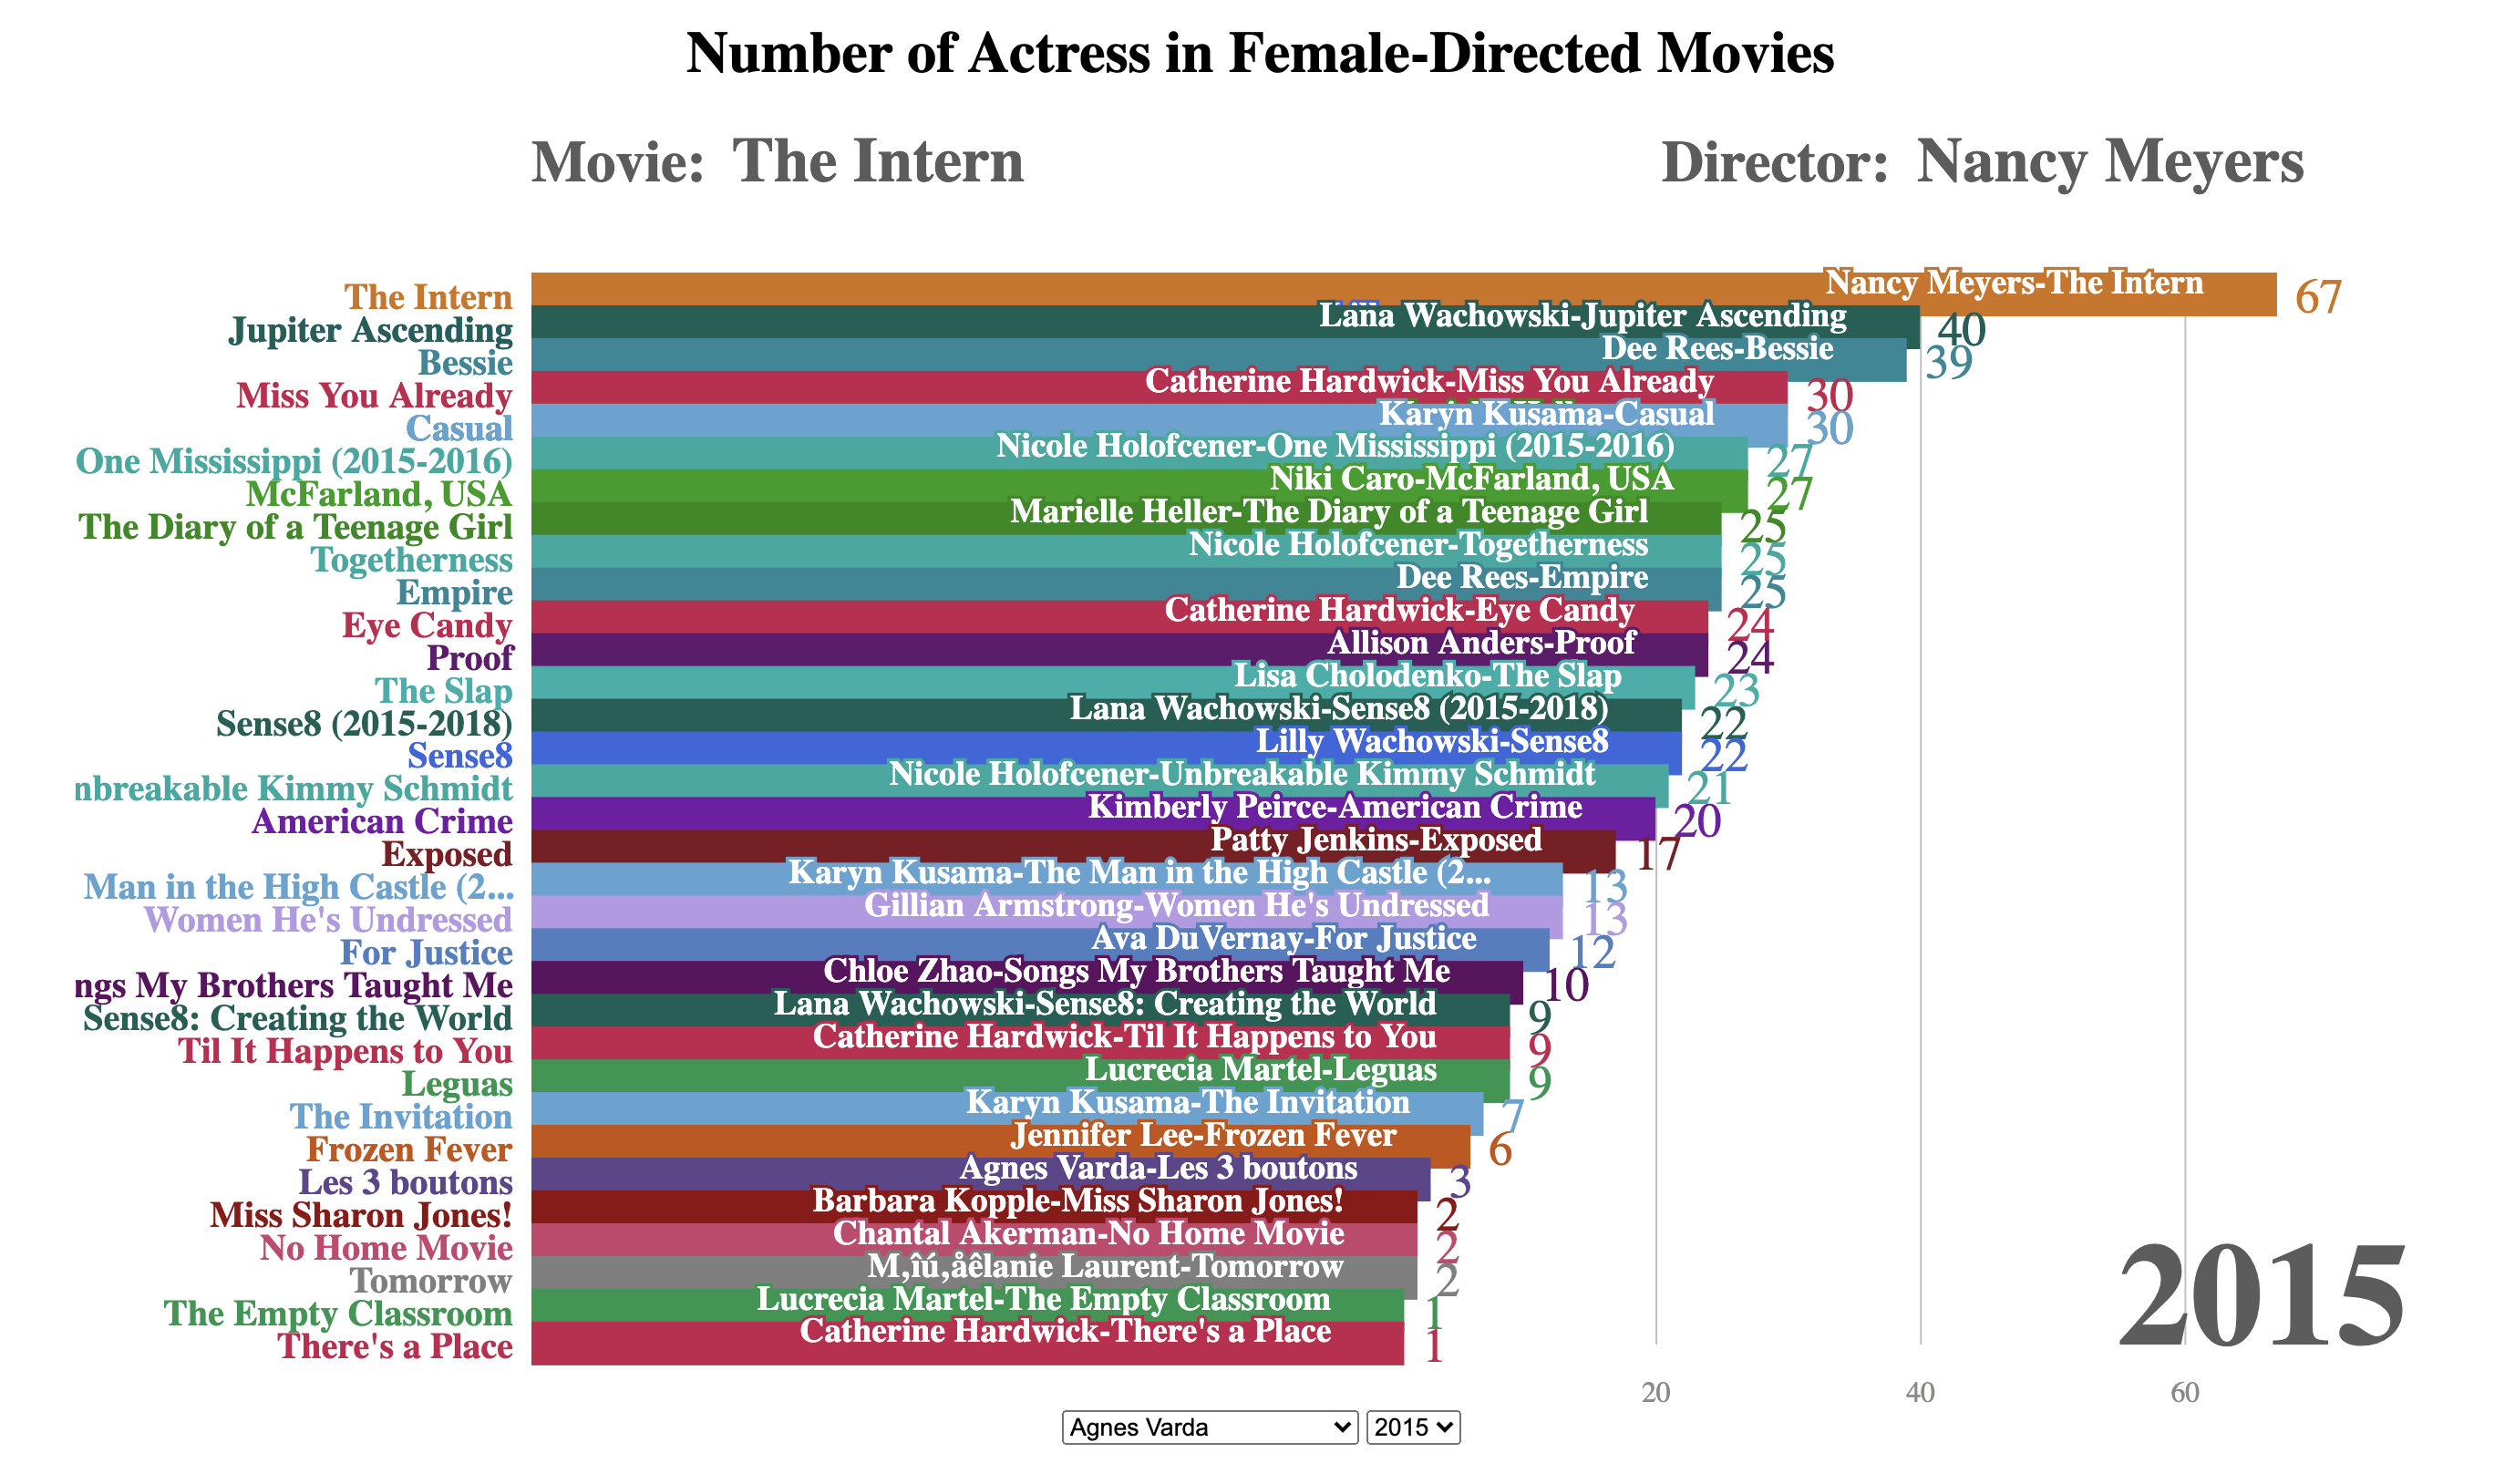 Number of Actress in Female-Directed Movies
Movie: The Intern Director: Nancy Meyers
The Intern Nancy Meyers-The Intern 67
Jupiter Ascending Lana Wachowski-Jupiter Ascending 40
Bessie Dee Rees-Bessie 39
Miss You Already Catherine Hardwick-Miss You Already 30
Casual Karyn Kusama-Casual 30
One Mississippi (2015-2016) Nicole Holofcener-One Mississippi (2015-2016) 27
McFarland, USA Niki Caro-McFarland, USA 27
The Diary of a Teenage Girl Marielle Heller-The Diary of a Teenage Girl 25
Togetherness Nicole Holofcener-Togetherness 25
Empire Dee Rees-Empire 25
Eye Candy Catherine Hardwick-Eye Candy 24
Proof Allison Anders-Proof 24
The Slap Lisa Cholodenko-The Slap 23
Sense8 (2015-2018) Lana Wachowski-Sense8 (2015-2018) 22
Sense8 Lilly Wachowski-Sense8 22
nbreakable Kimmy Schmidt Nicole Holofcener-Unbreakable Kimmy Schmidt 21
American Crime Kimberly Peirce-American Crime 20
Exposed Patty Jenkins-Exposed 17
Man in the High Castle (2... Karyn Kusama-The Man in the High Castle (2... 13
Women He's Undressed Gillian Armstrong-Women He's Undressed 13
For Justice Ava DuVernay-For Justice 12
ngs My Brothers Taught Me Chloe Zhao-Songs My Brothers Taught Me 10
Sense8: Creating the World Lana Wachowski-Sense8: Creating the World 9
Til It Happens to You Catherine Hardwick-Til It Happens to You 9
Leguas Lucrecia Martel-Leguas 9
The Invitation Karyn Kusama-The Invitation 7
Frozen Fever Jennifer Lee-Frozen Fever 6
Les 3 boutons Agnes Varda-Les 3 boutons 3
Miss Sharon Jones! Barbara Kopple-Miss Sharon Jones! 2
No Home Movie Chantal Akerman-No Home Movie 2
Tomorrow M‚îú‚åêlanie Laurent-Tomorrow 2
The Empty Classroom Lucrecia Martel-The Empty Classroom 1
There's a Place Catherine Hardwick-There's a Place 1
2015
20 40 60
Agnes Varda 2015